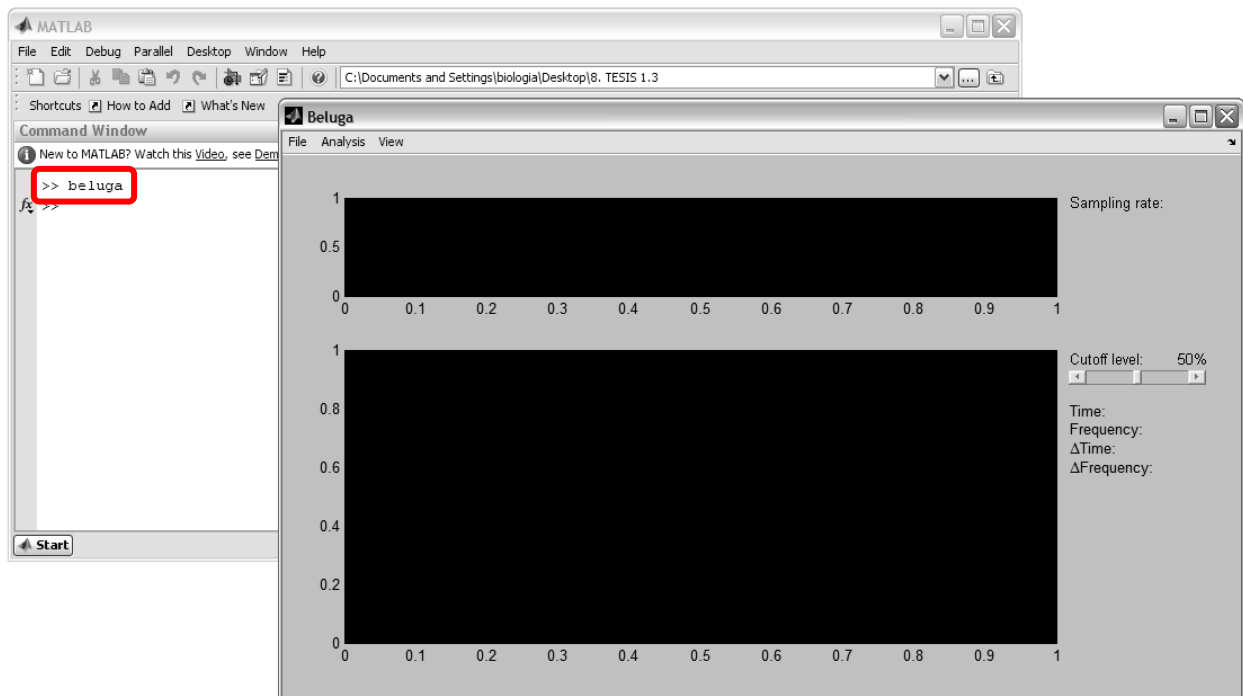 MATLAB
File Edit Debug Parallel Desktop Window Help
C:\Documents and Settings\biologia\Desktop\8. TESIS 1.3
Shortcuts How to Add What's New
Command Window
New to MATLAB? Watch this Video, see Dem
>> beluga
fx >>
Start
Beluga
File Analysis View
1
0.5
0
0 0.1 0.2 0.3 0.4 0.5 0.6 0.7 0.8 0.9 1
Sampling rate:
1
0.8
0.6
0.4
0.2
0
0 0.1 0.2 0.3 0.4 0.5 0.6 0.7 0.8 0.9 1
Cutoff level: 50%
Time:
Frequency:
ΔTime:
ΔFrequency: